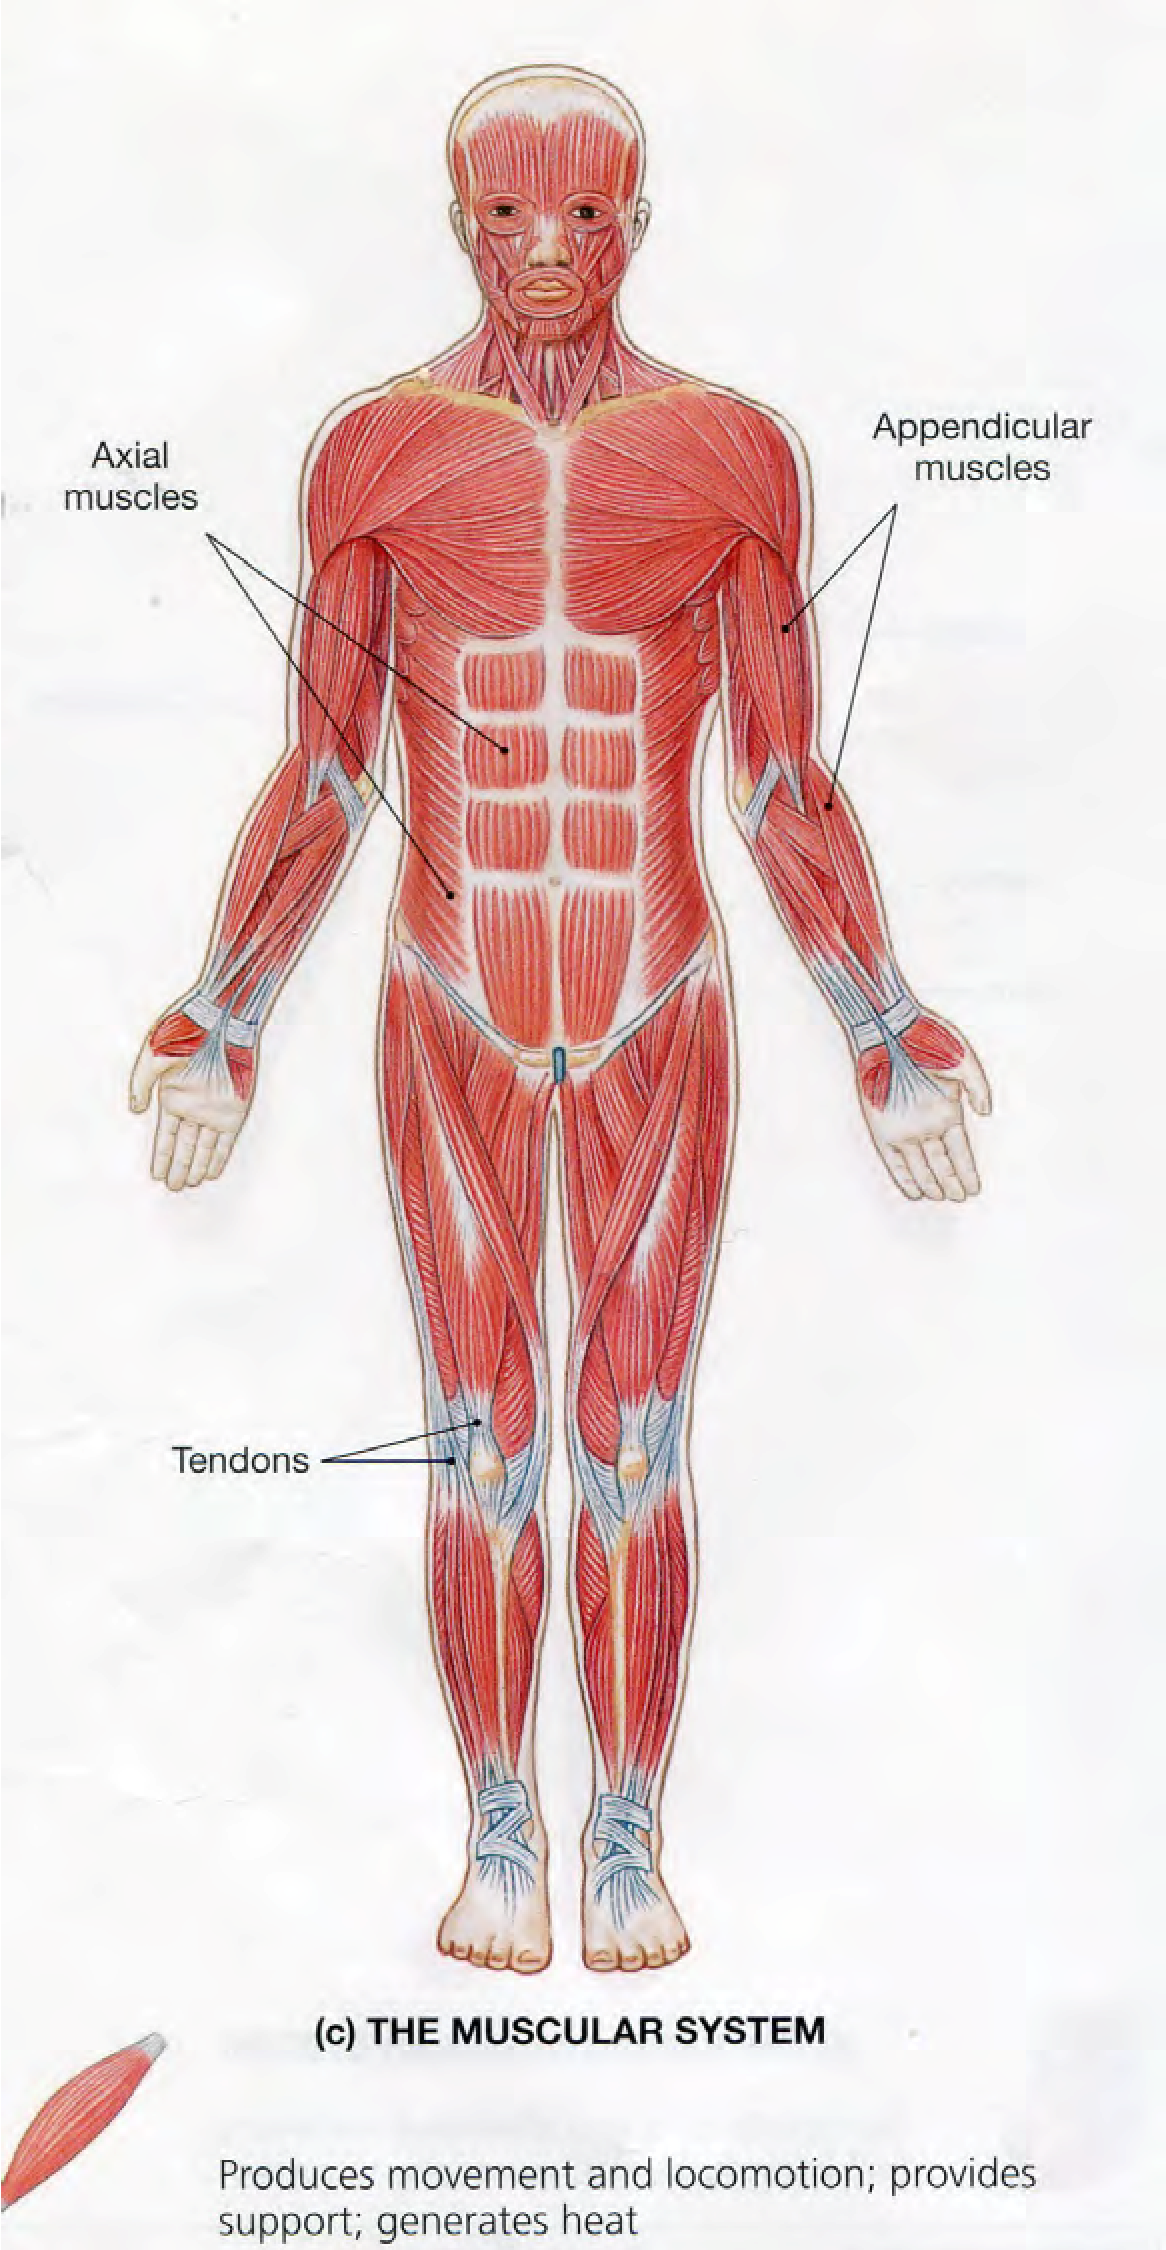 Axial
muscles
Appendicular
muscles
Tendons
(c) THE MUSCULAR SYSTEM
Produces movement and locomotion; provides
support; generates heat